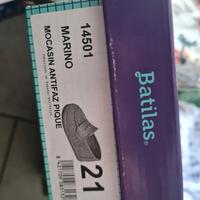 14501
MARINO
MOCASIN ANTIFAZ PIQUE
21
Batilas®